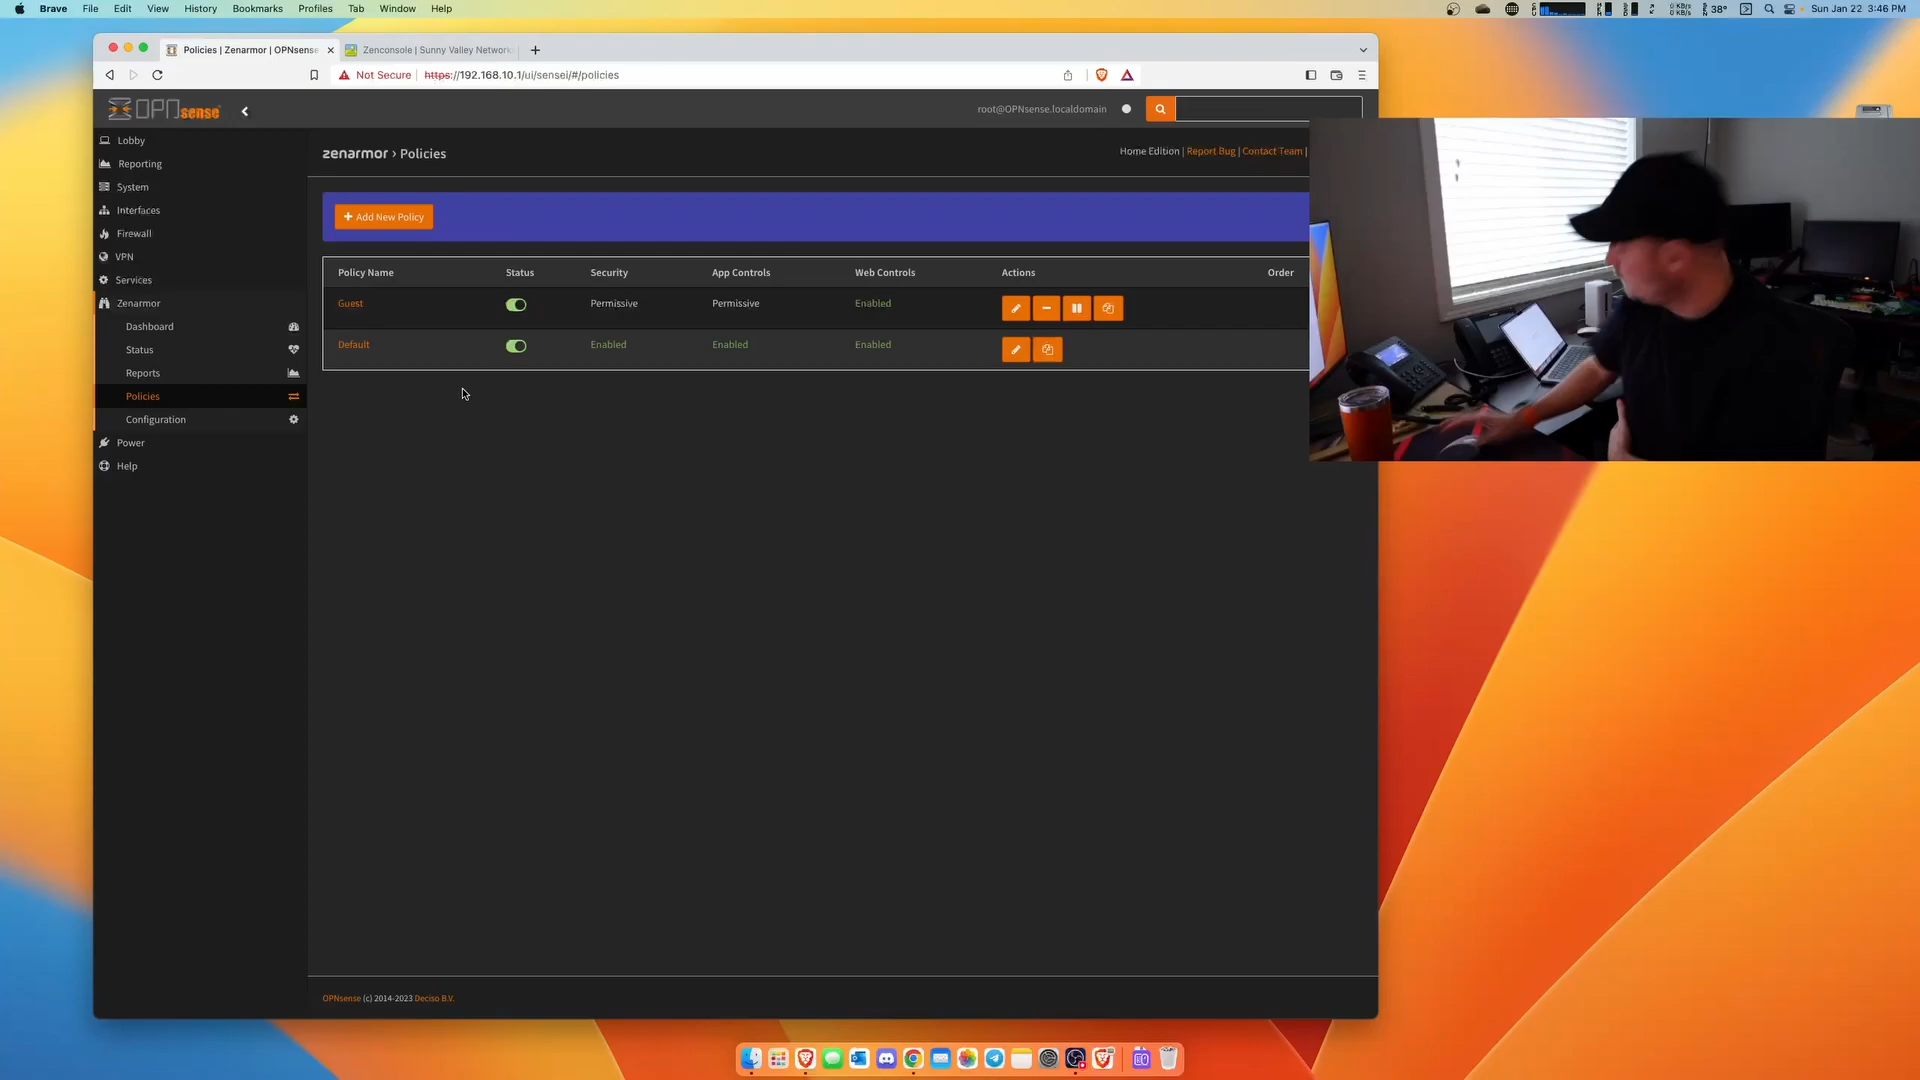 Brave File Edit View History Bookmarks Profiles Tab Window Help
38° Sun Jan 22 3:46 PM
Policies | Zenarmor | OPNsense
Zenconsole | Sunny Valley Network
Not Secure https://192.168.10.1/ui/sensei/#/policies
OPNsense
root@OPNsense.localdomain
Lobby
Reporting
System
Interfaces
Firewall
VPN
Services
Zenarmor
Dashboard
Status
Reports
Policies
Configuration
Power
Help
zenarmor › Policies
Home Edition | Report Bug | Contact Team |
+ Add New Policy
Policy Name Status Security App Controls Web Controls Actions Order
Guest Permissive Permissive Enabled
Default Enabled Enabled Enabled
OPNsense (c) 2014-2023 Deciso B.V.